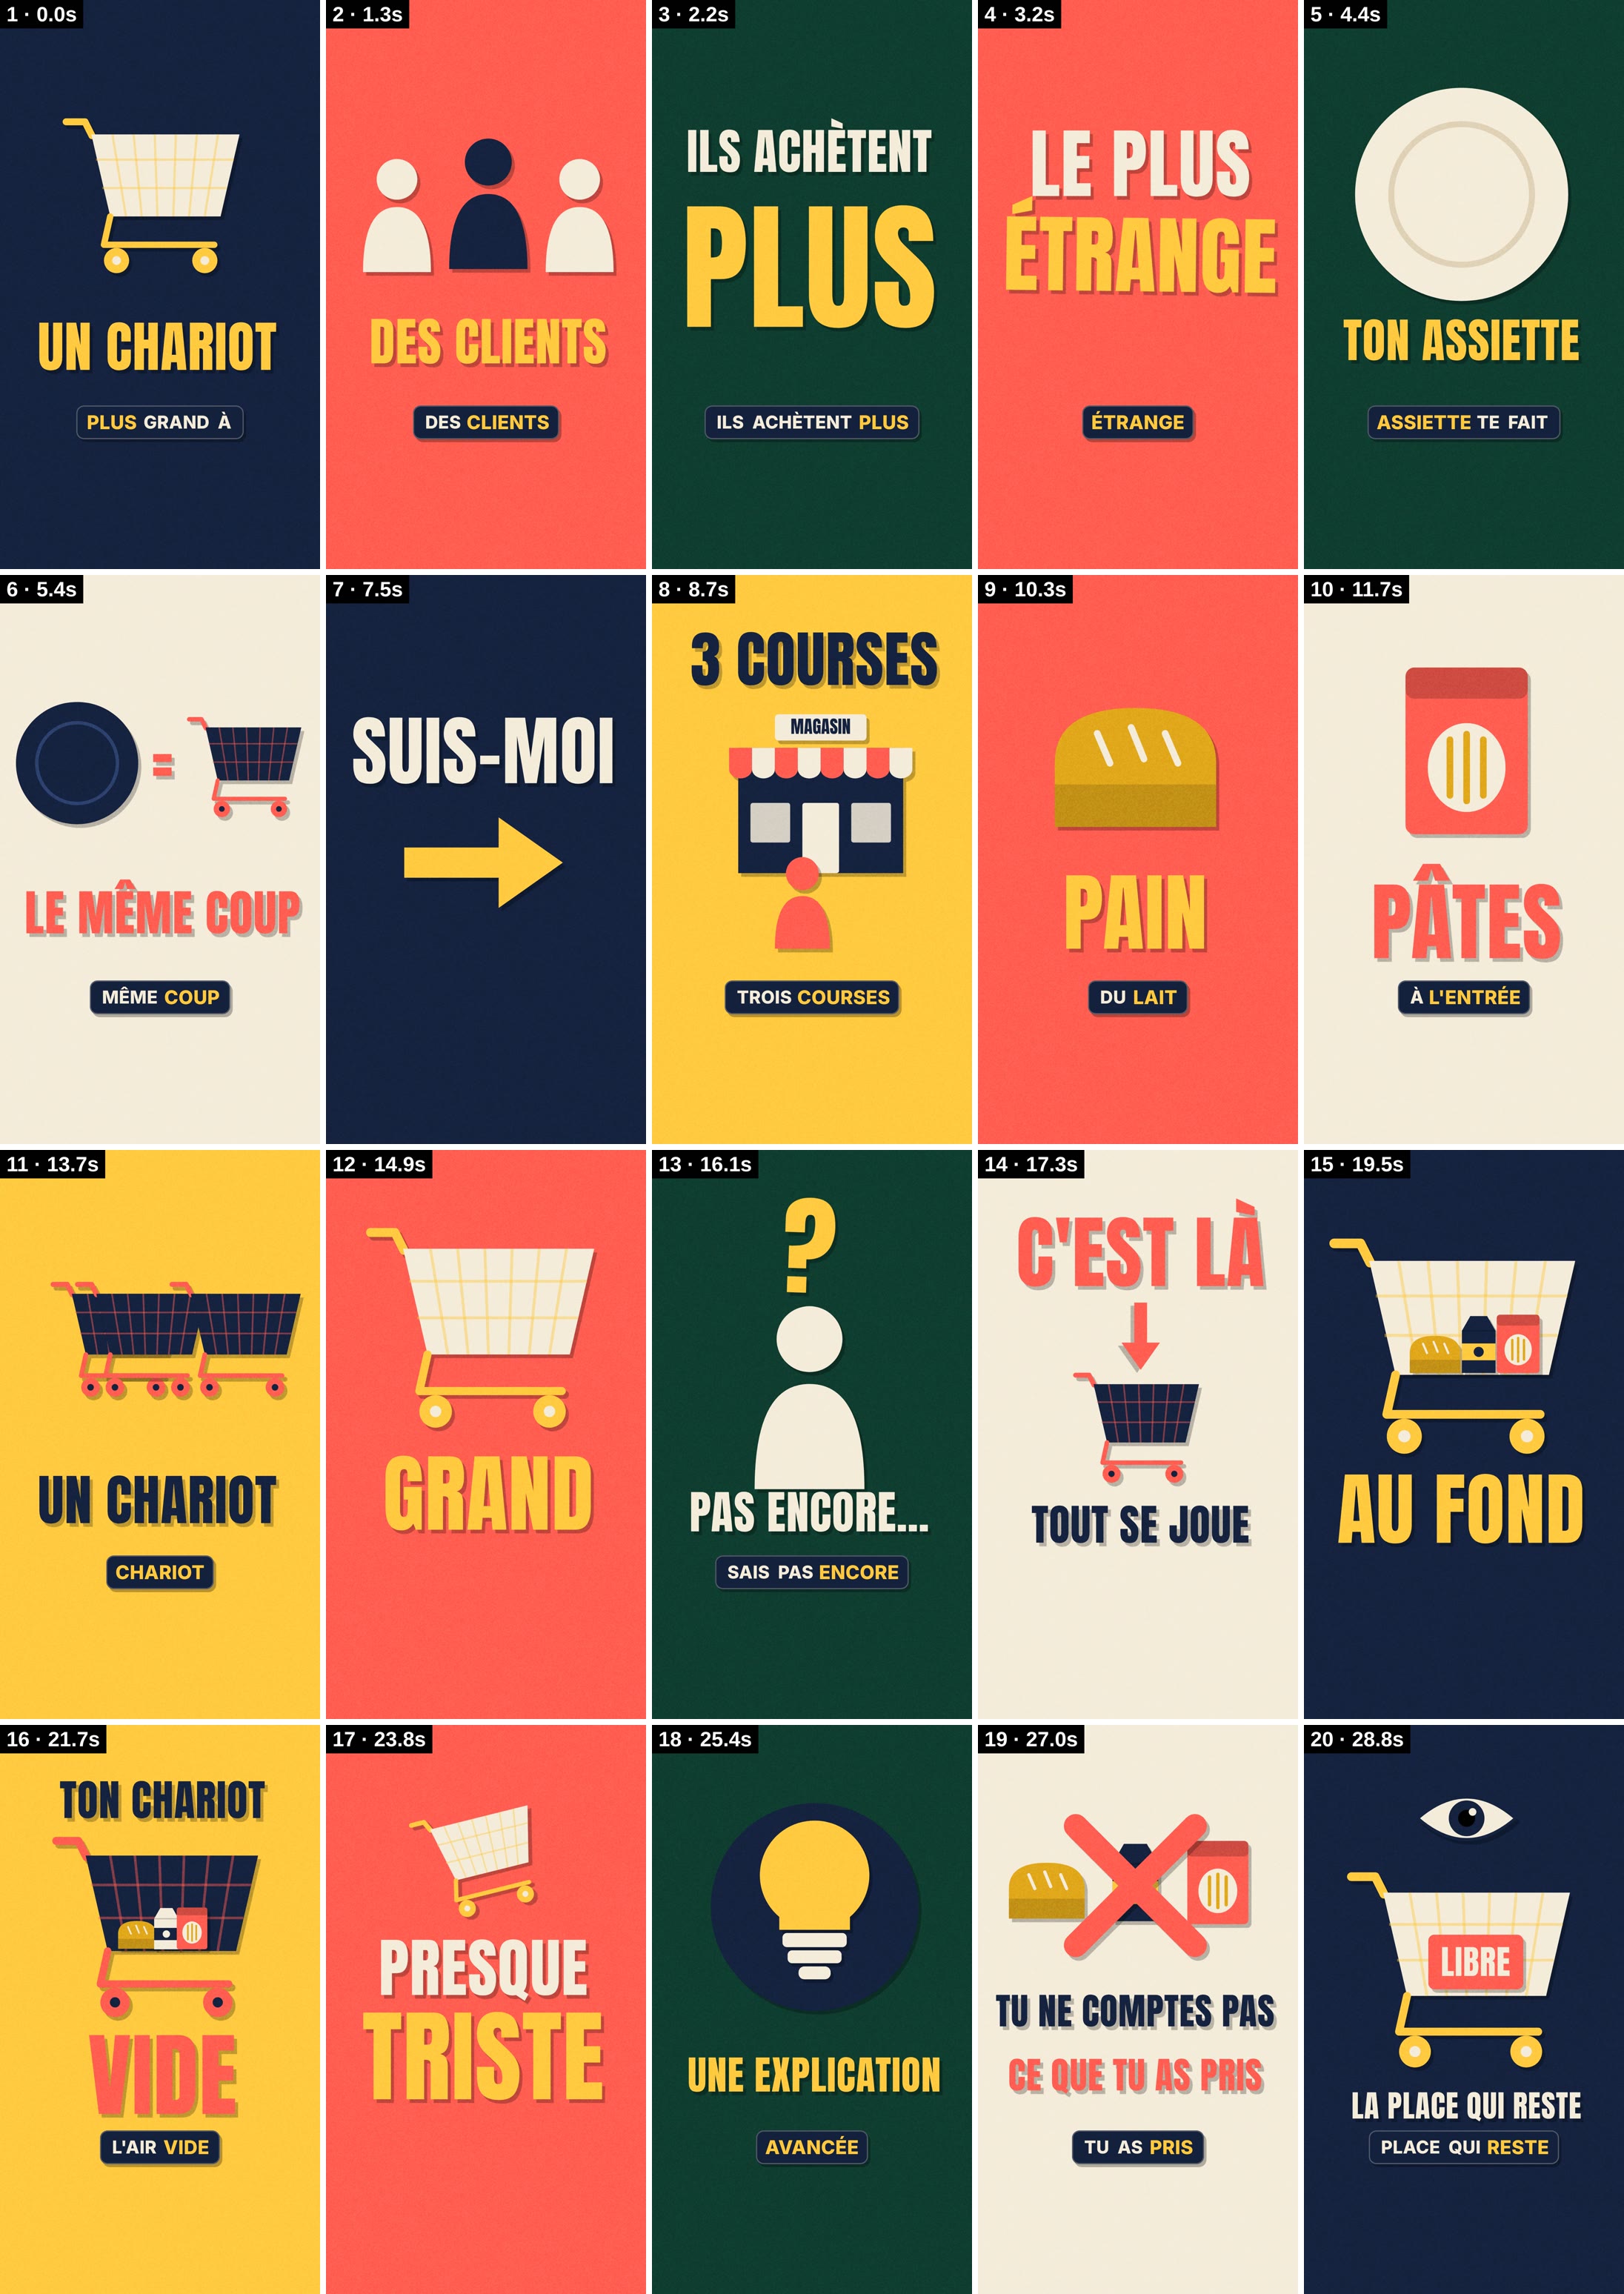 1 · 0.0s
UN CHARIOT
PLUS GRAND À
2 · 1.3s
DES CLIENTS
DES CLIENTS
3 · 2.2s
ILS ACHÈTENT
PLUS
ILS ACHÈTENT PLUS
4 · 3.2s
LE PLUS
ÉTRANGE
ÉTRANGE
5 · 4.4s
TON ASSIETTE
ASSIETTE TE FAIT
6 · 5.4s
=
LE MÊME COUP
MÊME COUP
7 · 7.5s
SUIS-MOI
8 · 8.7s
3 COURSES
MAGASIN
TROIS COURSES
9 · 10.3s
PAIN
DU LAIT
10 · 11.7s
PÂTES
À L'ENTRÉE
11 · 13.7s
UN CHARIOT
CHARIOT
12 · 14.9s
GRAND
13 · 16.1s
?
PAS ENCORE...
SAIS PAS ENCORE
14 · 17.3s
C'EST LÀ
TOUT SE JOUE
15 · 19.5s
AU FOND
16 · 21.7s
TON CHARIOT
VIDE
L'AIR VIDE
17 · 23.8s
PRESQUE
TRISTE
18 · 25.4s
UNE EXPLICATION
AVANCÉE
19 · 27.0s
TU NE COMPTES PAS
CE QUE TU AS PRIS
TU AS PRIS
20 · 28.8s
LIBRE
LA PLACE QUI RESTE
PLACE QUI RESTE